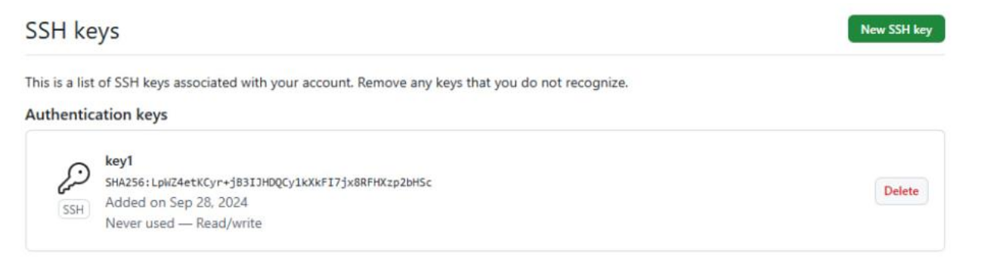 SSH keys
New SSH key
This is a list of SSH keys associated with your account. Remove any keys that you do not recognize.
Authentication keys
key1
SHA256:LpWZ4etKCyr+jB3IJHDQCy1kXkFI7jx8RFHXzp2bHSc
Added on Sep 28, 2024
Never used — Read/write
SSH
Delete